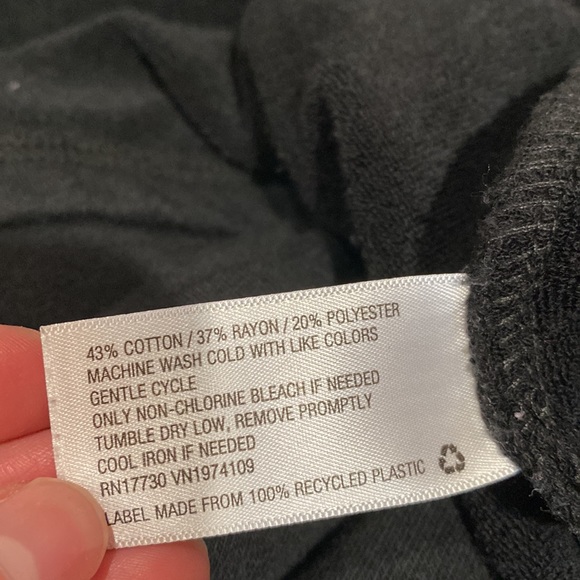 43% COTTON / 37% RAYON / 20% POLYESTER
MACHINE WASH COLD WITH LIKE COLORS
GENTLE CYCLE
ONLY NON-CHLORINE BLEACH IF NEEDED
TUMBLE DRY LOW, REMOVE PROMPTLY
COOL IRON IF NEEDED
RN17730 VN1974109
LABEL MADE FROM 100% RECYCLED PLASTIC